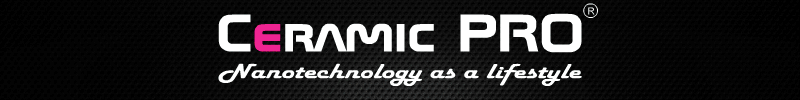 CERAMIC PRO®
Nanotechnology as a lifestyle